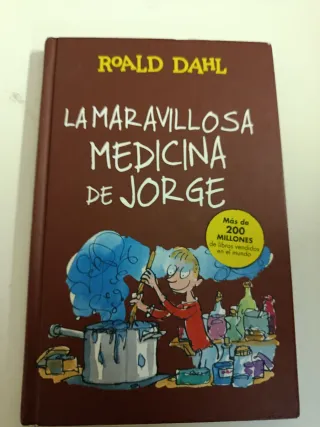 ROALD DAHL
LA MARAVILLOSA
MEDICINA
DE JORGE
Más de
200
MILLONES
de libros vendidos
en el mundo